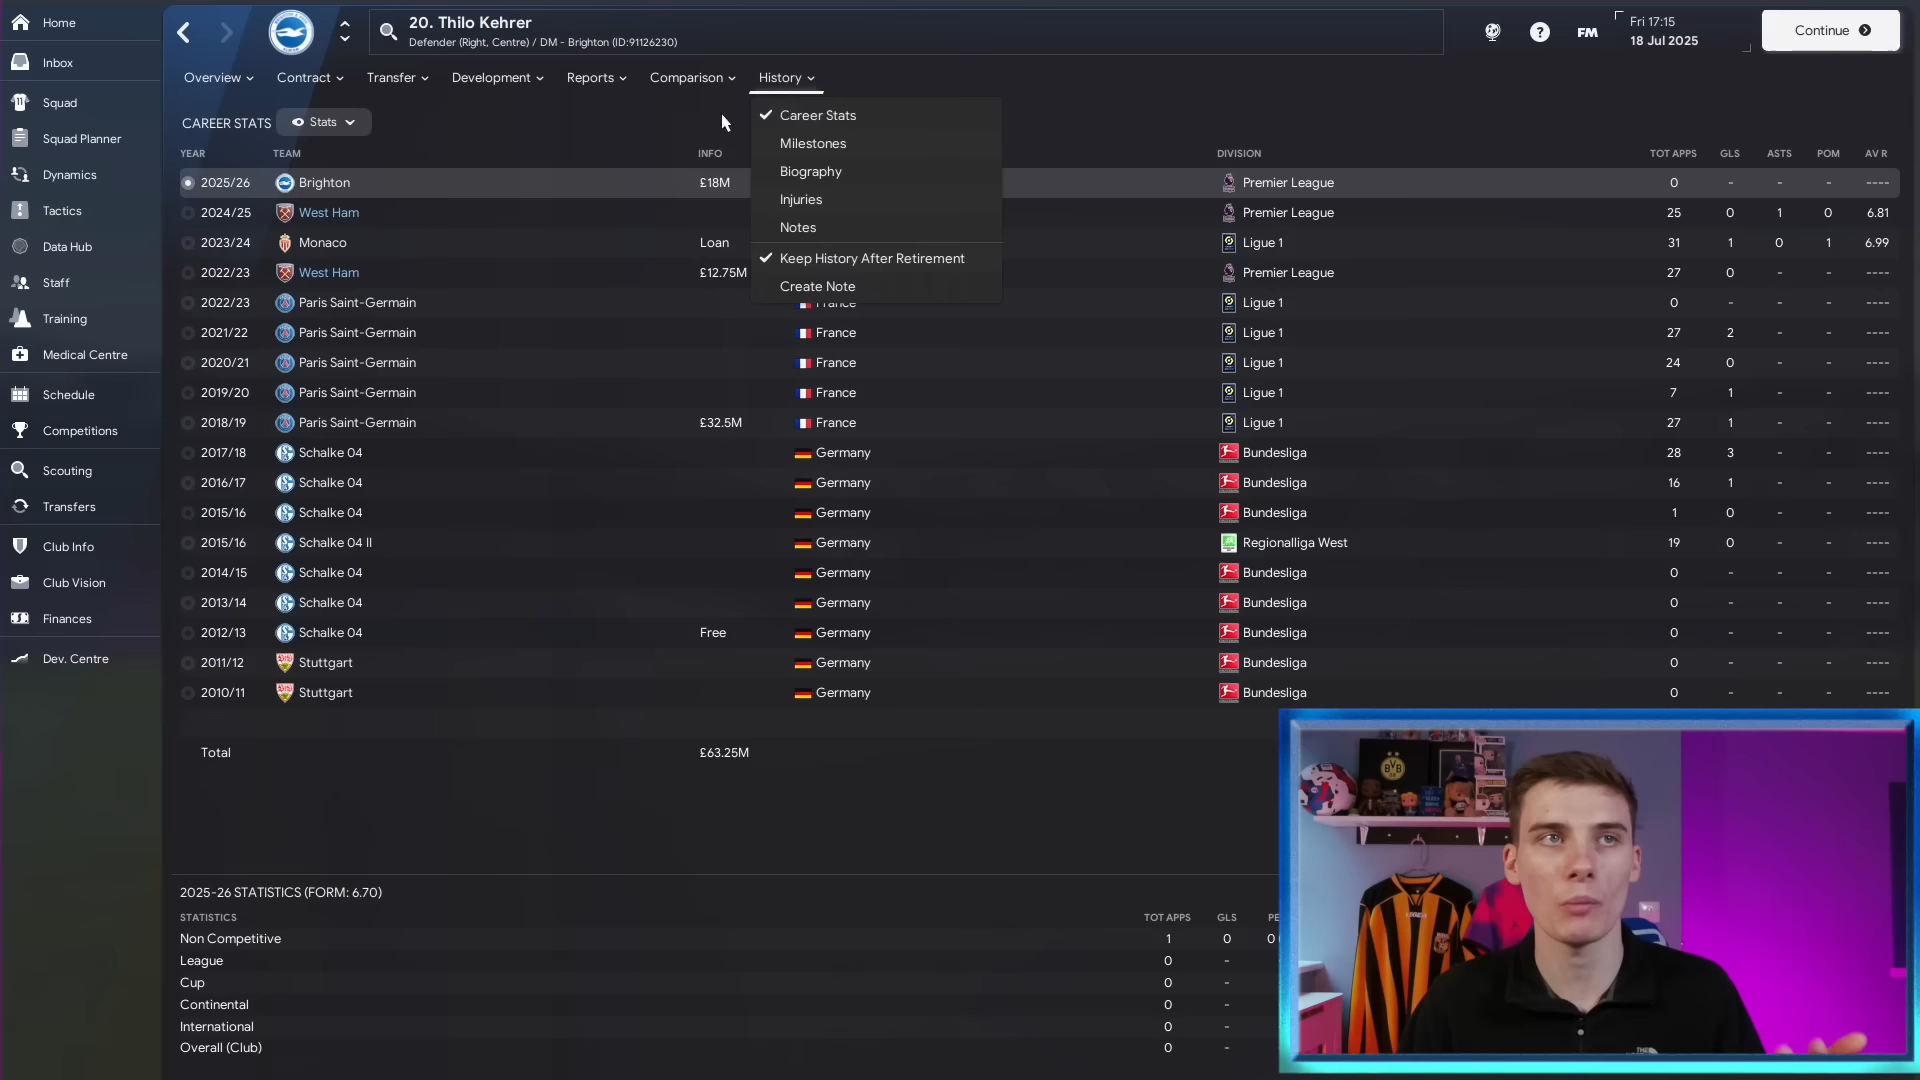 Home
Inbox
Squad
Squad Planner
Dynamics
Tactics
Data Hub
Staff
Training
Medical Centre
Schedule
Competitions
Scouting
Transfers
Club Info
Club Vision
Finances
Dev. Centre
20. Thilo Kehrer
Defender (Right, Centre) / DM - Brighton (ID:91126230)
FM
Fri 17:15
18 Jul 2025
Continue
Overview Contract Transfer Development Reports Comparison History
CAREER STATS Stats
Career Stats
Milestones
Biography
Injuries
Notes
Keep History After Retirement
Create Note
YEAR TEAM INFO DIVISION TOT APPS GLS ASTS POM AV R
2025/26 Brighton £18M Premier League 0 - - - ----
2024/25 West Ham Premier League 25 0 1 0 6.81
2023/24 Monaco Loan Ligue 1 31 1 0 1 6.99
2022/23 West Ham £12.75M Premier League 27 0 - - ----
2022/23 Paris Saint-Germain France Ligue 1 0 - - - ----
2021/22 Paris Saint-Germain France Ligue 1 27 2 - - ----
2020/21 Paris Saint-Germain France Ligue 1 24 0 - - ----
2019/20 Paris Saint-Germain France Ligue 1 7 1 - - ----
2018/19 Paris Saint-Germain £32.5M France Ligue 1 27 1 - - ----
2017/18 Schalke 04 Germany Bundesliga 28 3 - - ----
2016/17 Schalke 04 Germany Bundesliga 16 1 - - ----
2015/16 Schalke 04 Germany Bundesliga 1 0 - - ----
2015/16 Schalke 04 II Germany Regionalliga West 19 0 - - ----
2014/15 Schalke 04 Germany Bundesliga 0 - - - ----
2013/14 Schalke 04 Germany Bundesliga 0 - - - ----
2012/13 Schalke 04 Free Germany Bundesliga 0 - - - ----
2011/12 Stuttgart Germany Bundesliga 0 - - - ----
2010/11 Stuttgart Germany Bundesliga 0 - - - ----
Total £63.25M
2025-26 STATISTICS (FORM: 6.70)
STATISTICS TOT APPS GLS PE
Non Competitive 1 0 0
League 0 -
Cup 0 -
Continental 0 -
International 0 -
Overall (Club) 0 -
BVB
09